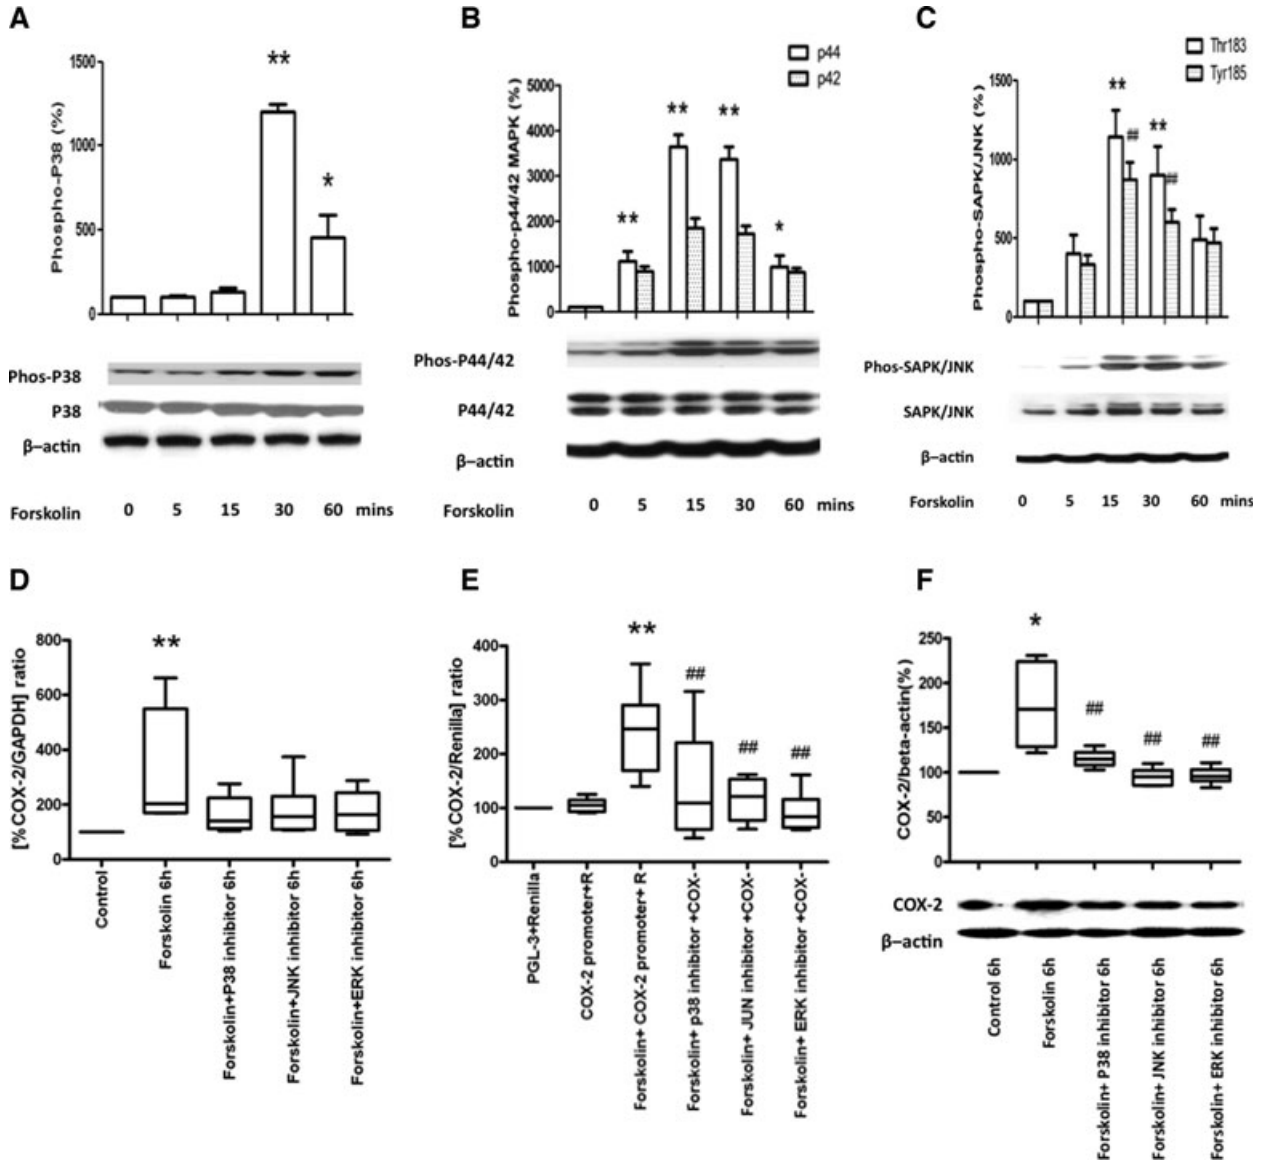 A
Phospho-P38 (%)
1500
1000
500
0
**
*
Phos-P38
P38
β–actin
Forskolin 0 5 15 30 60 mins
B
p44
p42
Phospho-p44/42 MAPK (%)
5000
4000
3000
2000
1000
0
**
**
**
*
Phos-P44/42
P44/42
β–actin
Forskolin 0 5 15 30 60 mins
C
Thr183
Tyr185
Phospho-SAPK/JNK (%)
1500
1000
500
0
**
#
**
#
Phos-SAPK/JNK
SAPK/JNK
β–actin
Forskolin 0 5 15 30 60 mins
D
[%COX-2/GAPDH] ratio
800
600
400
200
0
**
Control
Forskolin 6h
Forskolin+P38 inhibitor 6h
Forskolin+JNK inhibitor 6h
Forskolin+ERK inhibitor 6h
E
[%COX-2/Renilla] ratio
400
300
200
100
0
**
##
##
##
PGL-3+Renilla
COX-2 promoter+R
Forskolin+ COX-2 promoter+ R
Forskolin+ p38 inhibitor +COX-
Forskolin+ JUN inhibitor +COX-
Forskolin+ ERK inhibitor +COX-
F
COX-2/beta-actin(%)
250
200
150
100
50
0
*
##
##
##
COX-2
β–actin
Control 6h
Forskolin 6h
Forskolin+ P38 inhibitor 6h
Forskolin+ JNK inhibitor 6h
Forskolin+ ERK inhibitor 6h